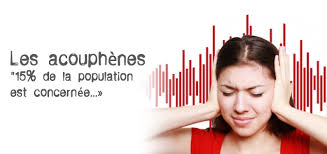 Les acouphènes
"15% de la population
est concernée...»